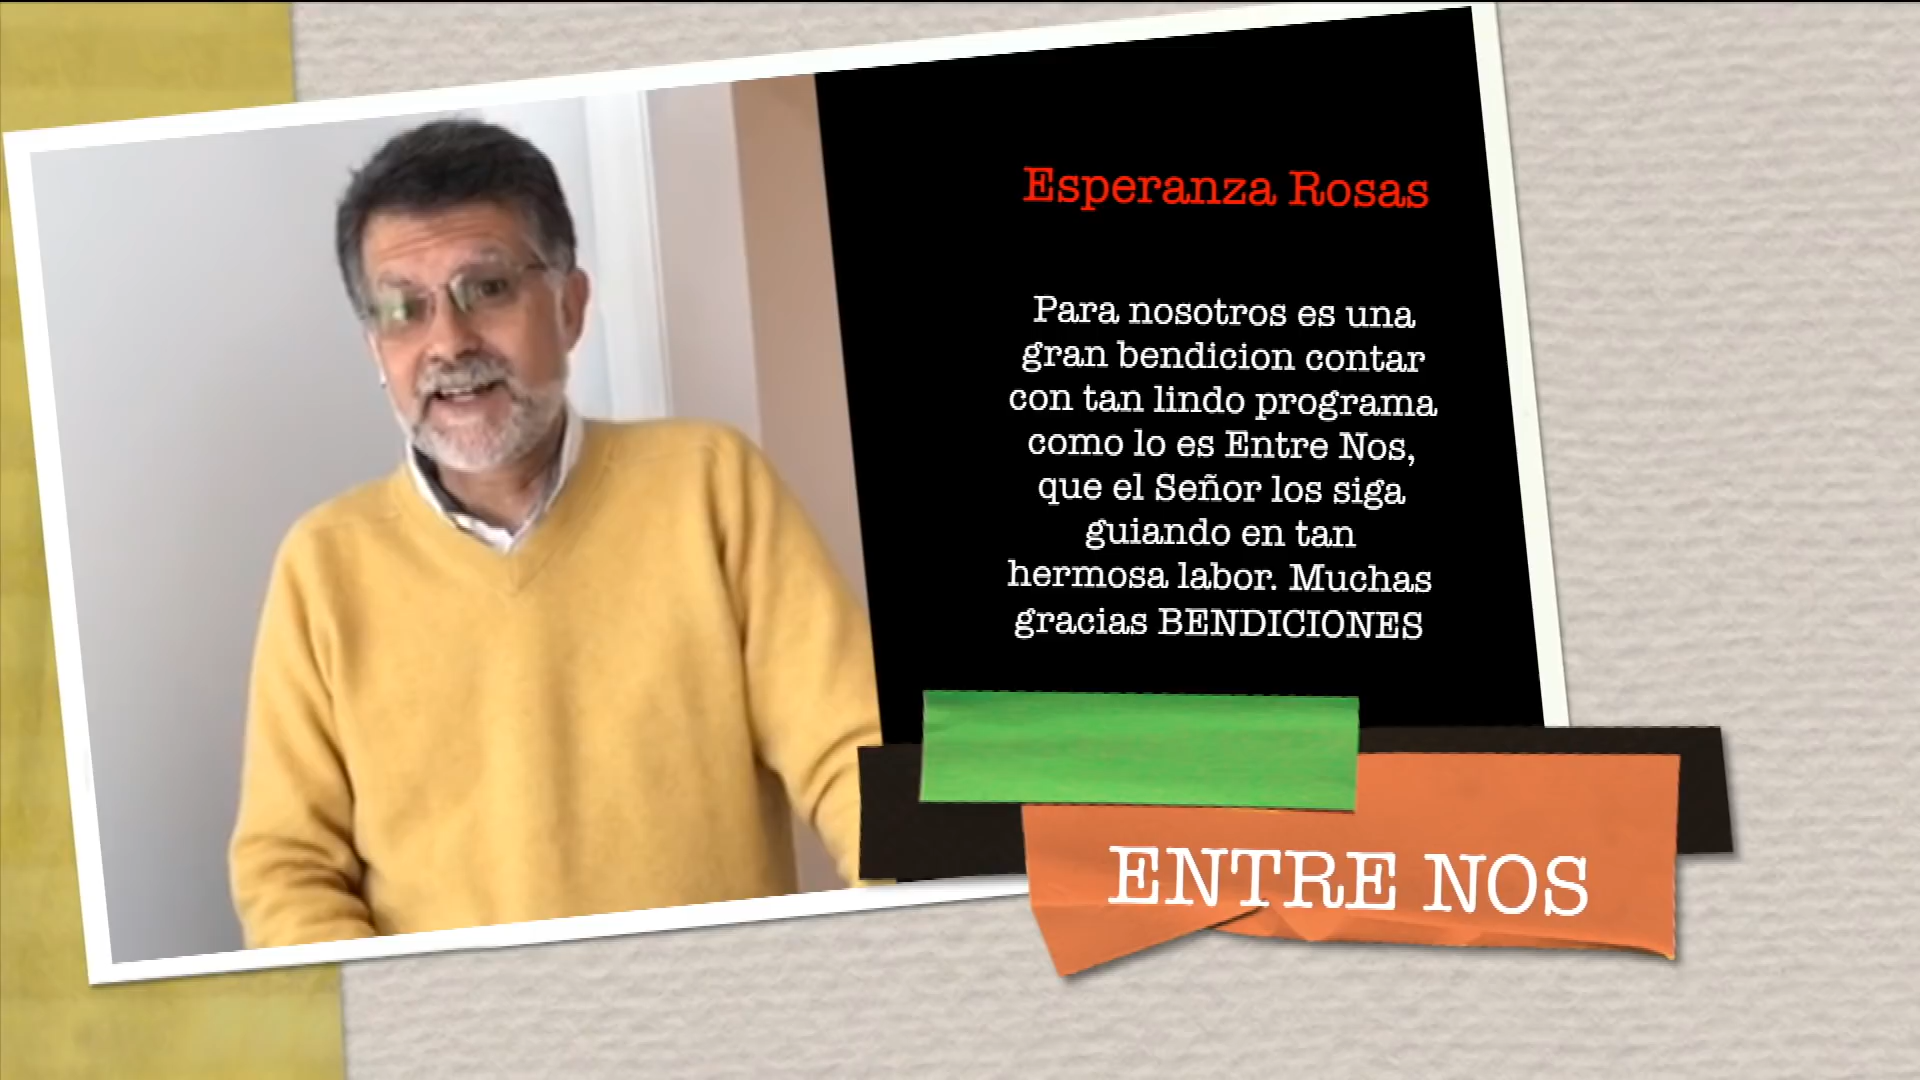 Esperanza Rosas
Para nosotros es una
gran bendicion contar
con tan lindo programa
como lo es Entre Nos,
que el Señor los siga
guiando en tan
hermosa labor. Muchas
gracias BENDICIONES
ENTRE NOS